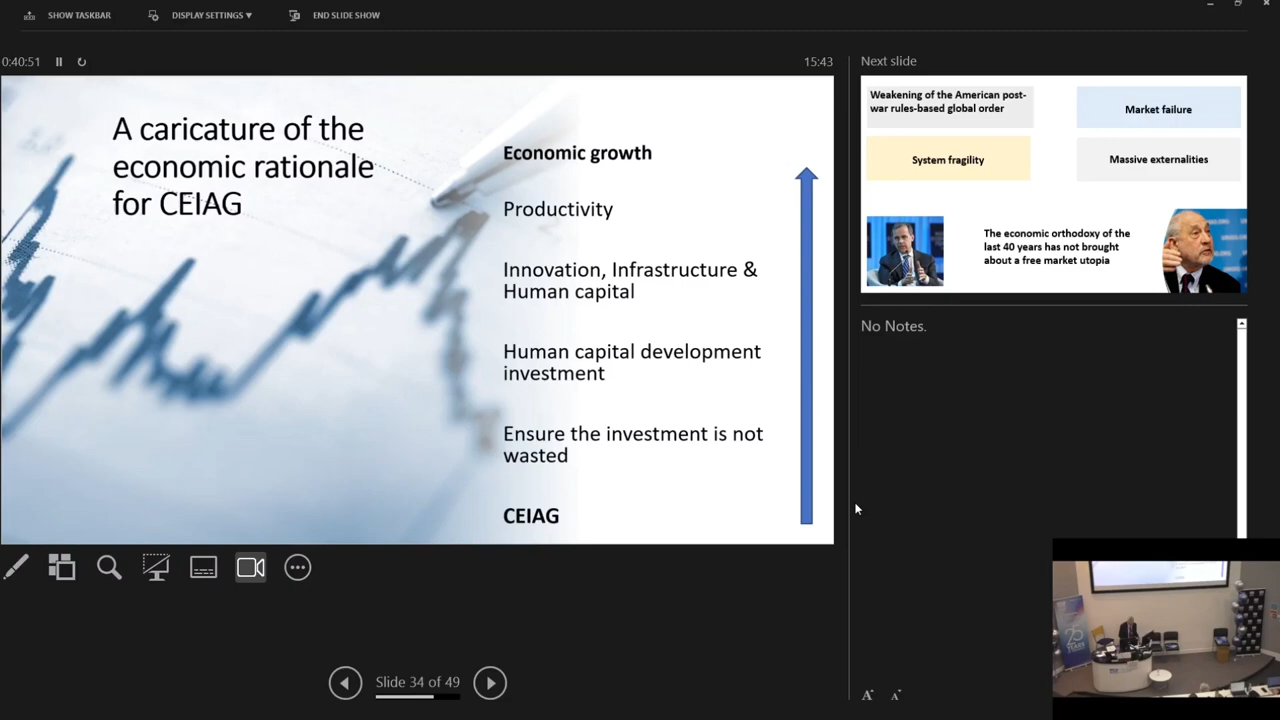 SHOW TASKBAR
DISPLAY SETTINGS ▾
END SLIDE SHOW
0:40:51
15:43
A caricature of the
economic rationale
for CEIAG
Economic growth
Productivity
Innovation, Infrastructure &
Human capital
Human capital development
investment
Ensure the investment is not
wasted
CEIAG
Next slide
Weakening of the American post-
war rules-based global order
Market failure
System fragility
Massive externalities
The economic orthodoxy of the
last 40 years has not brought
about a free market utopia
No Notes.
Slide 34 of 49
A
A
25
YEARS